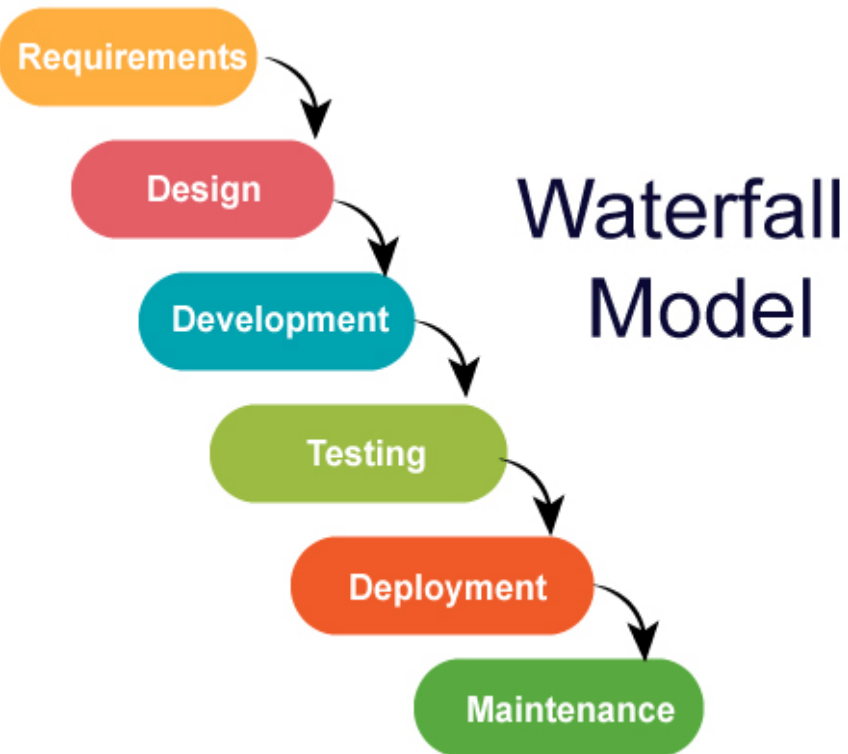 Requirements
Design
Waterfall
Model
Development
Testing
Deployment
Maintenance